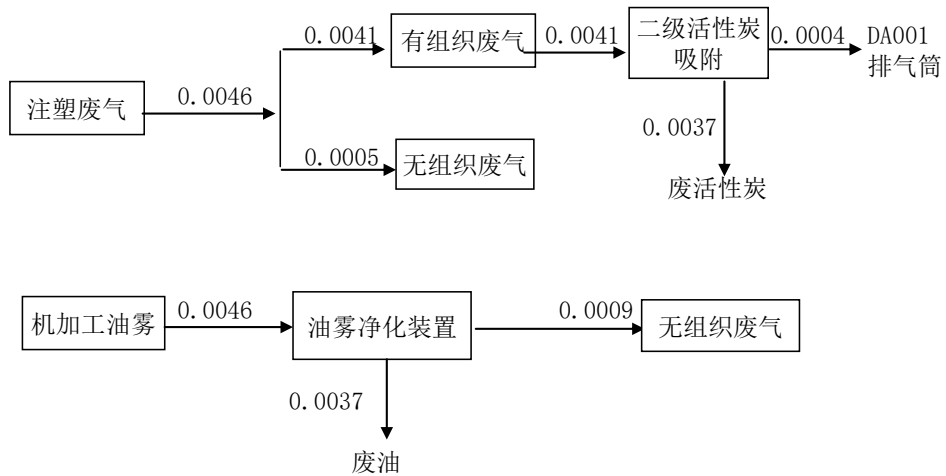 0.0041
有组织废气
0.0041
二级活性炭
吸附
0.0004
DA001
排气筒
注塑废气
0.0046
0.0037
0.0005
无组织废气
废活性炭
机加工油雾
0.0046
油雾净化装置
0.0009
无组织废气
0.0037
废油